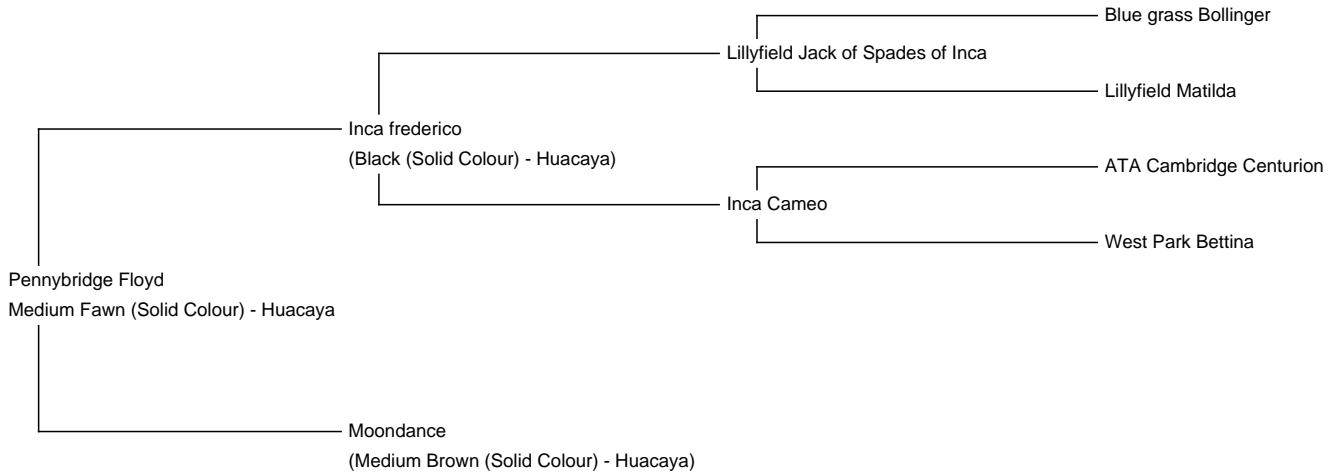 Blue grass Bollinger
Lillyfield Jack of Spades of Inca
Lillyfield Matilda
Inca frederico
(Black (Solid Colour) - Huacaya)
ATA Cambridge Centurion
Inca Cameo
West Park Bettina
Pennybridge Floyd
Medium Fawn (Solid Colour) - Huacaya
Moondance
(Medium Brown (Solid Colour) - Huacaya)